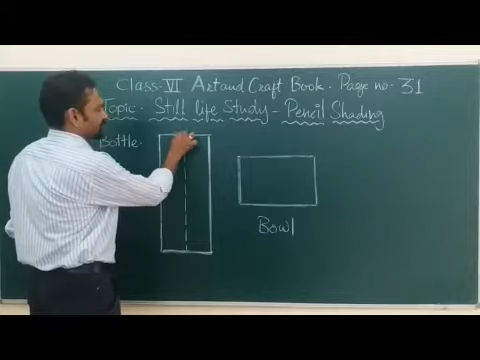 Class. VI Art and Craft Book. Page no. 31
Topic. Still life Study - Pencil Shading
Bottle.
Bowl